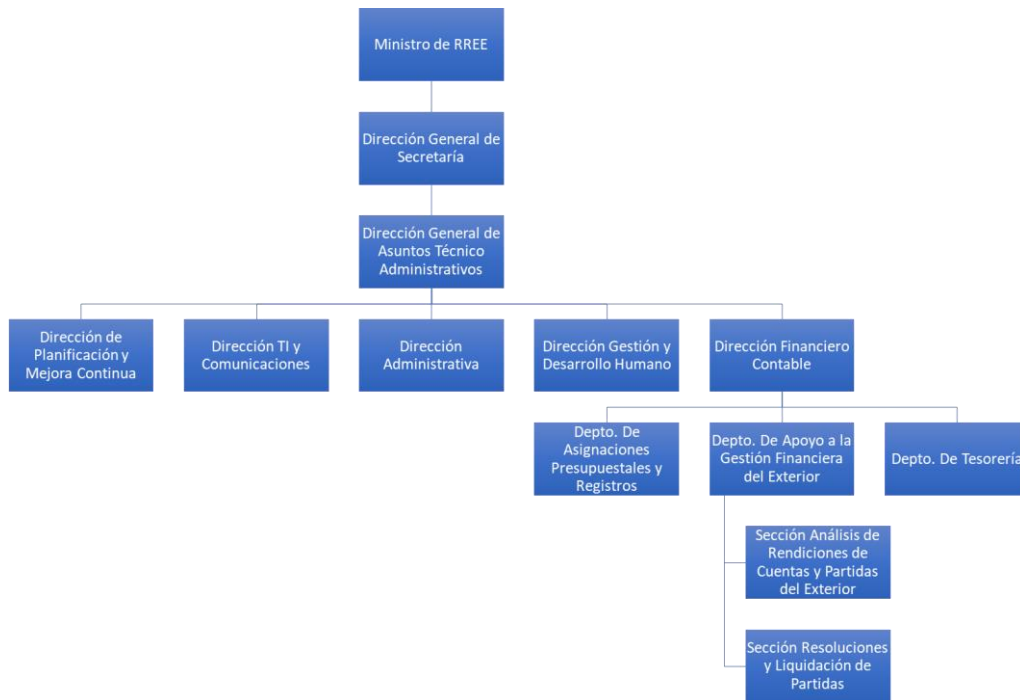 Ministro de RREE
Dirección General de
Secretaría
Dirección General de
Asuntos Técnico
Administrativos
Dirección de
Planificación y
Mejora Continua
Dirección TI y
Comunicaciones
Dirección
Administrativa
Dirección Gestión y
Desarrollo Humano
Dirección Financiero
Contable
Depto. De
Asignaciones
Presupuestales y
Registros
Depto. De Apoyo a la
Gestión Financiera
del Exterior
Depto. De Tesorería
Sección Análisis de
Rendiciones de
Cuentas y Partidas
del Exterior
Sección Resoluciones
y Liquidación de
Partidas